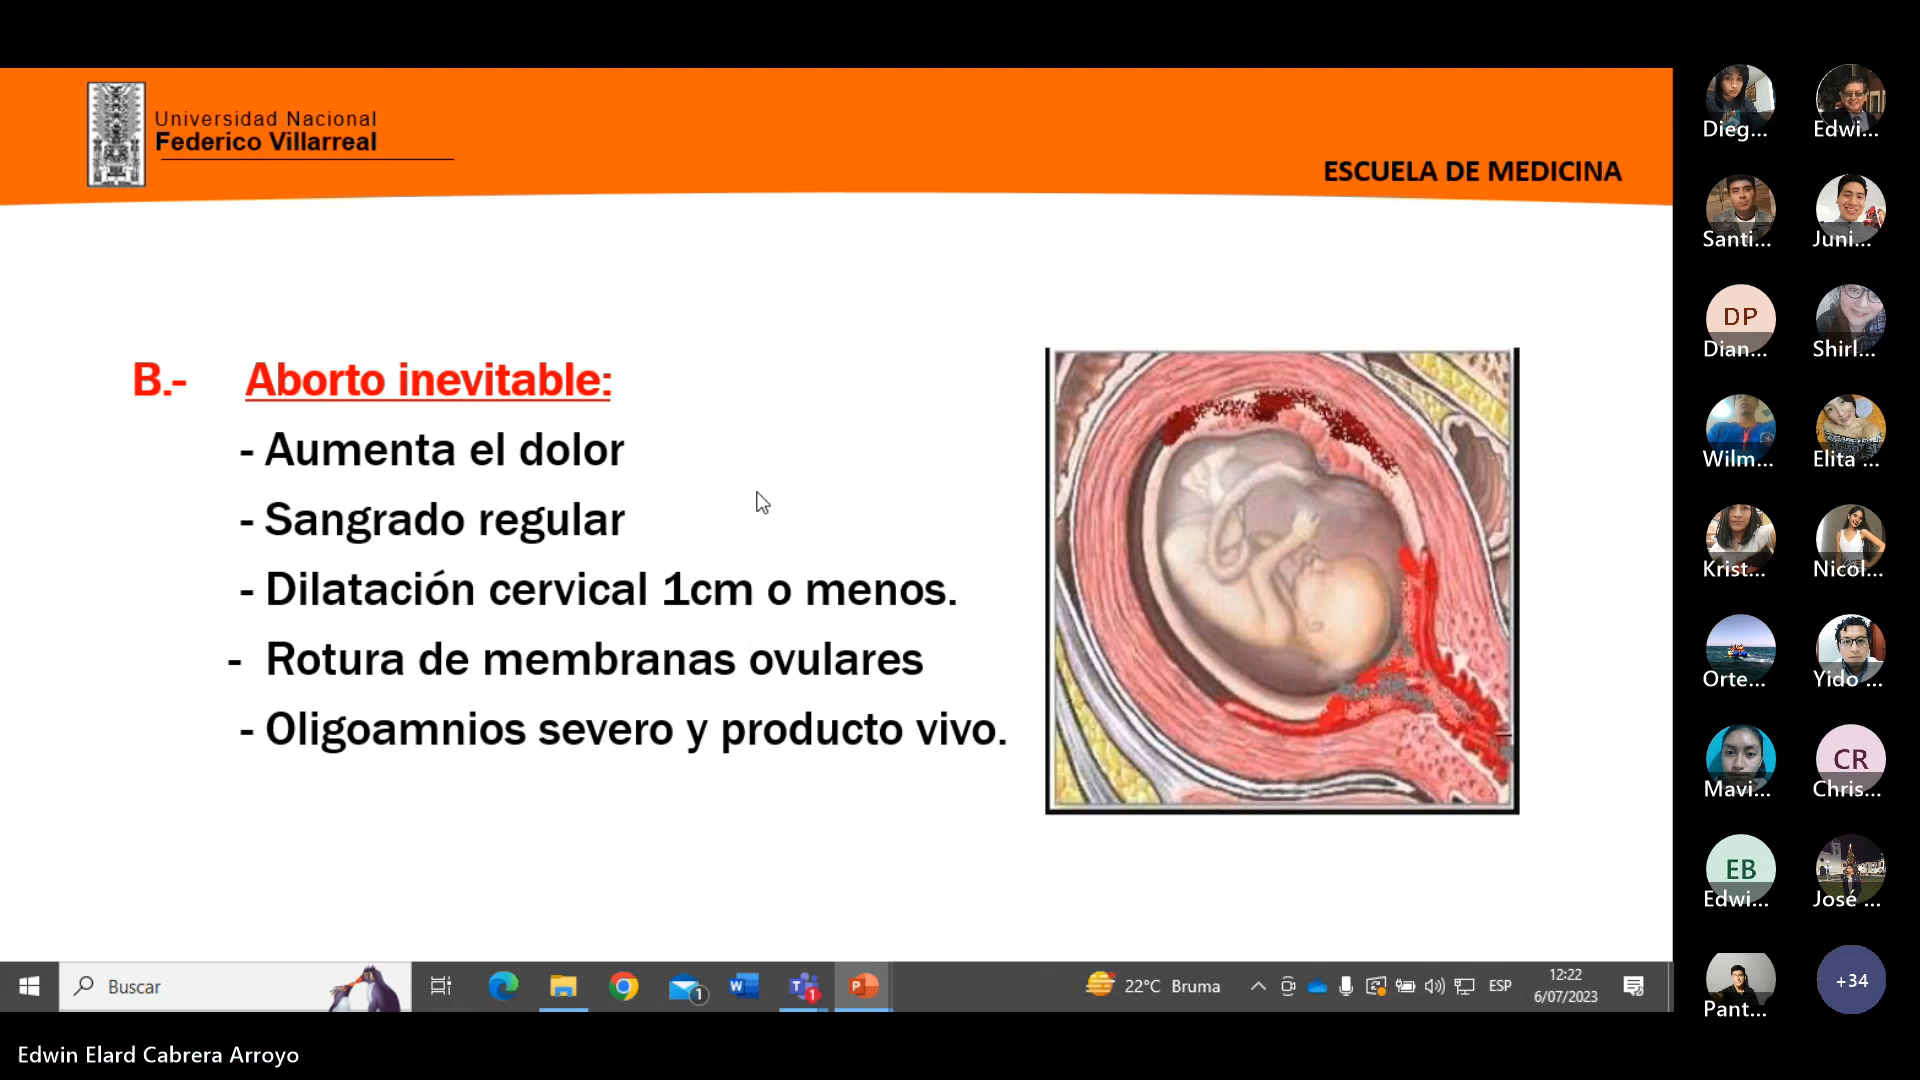 Universidad Nacional
Federico Villarreal
ESCUELA DE MEDICINA
B.- Aborto inevitable:
- Aumenta el dolor
- Sangrado regular
- Dilatación cervical 1cm o menos.
- Rotura de membranas ovulares
- Oligoamnios severo y producto vivo.
Dieg...
Edwi...
Santi...
Juni...
DP
Dian...
Shirl...
Wilm...
Elita ...
Krist...
Nicol...
Orte...
Yido ...
Mavi...
CR
Chris...
EB
Edwi...
José ...
Pant...
+34
Buscar
1
1
22°C Bruma
ESP
12:22
6/07/2023
Edwin Elard Cabrera Arroyo